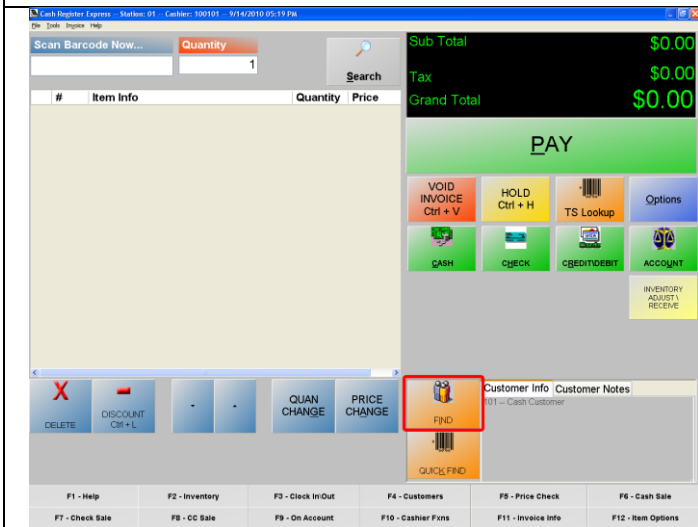 Cash Register Express -- Station: 01 -- Cashier: 100101 -- 9/14/2010 05:19 PM
File Tools Invoice Help
Scan Barcode Now...
Quantity
1
Search
# Item Info Quantity Price
Sub Total $0.00
Tax $0.00
Grand Total $0.00
PAY
VOID
INVOICE
Ctrl + V
HOLD
Ctrl + H
TS Lookup
Options
CASH
CHECK
CREDIT\DEBIT
ACCOUNT
INVENTORY
ADJUST \
RECEIVE
DELETE
DISCOUNT
Ctrl + L
QUAN
CHANGE
PRICE
CHANGE
FIND
QUICK FIND
Customer Info Customer Notes
101 -- Cash Customer
F1 - Help F2 - Inventory F3 - Clock In\Out F4 - Customers F5 - Price Check F6 - Cash Sale
F7 - Check Sale F8 - CC Sale F9 - On Account F10 - Cashier Fxns F11 - Invoice Info F12 - Item Options